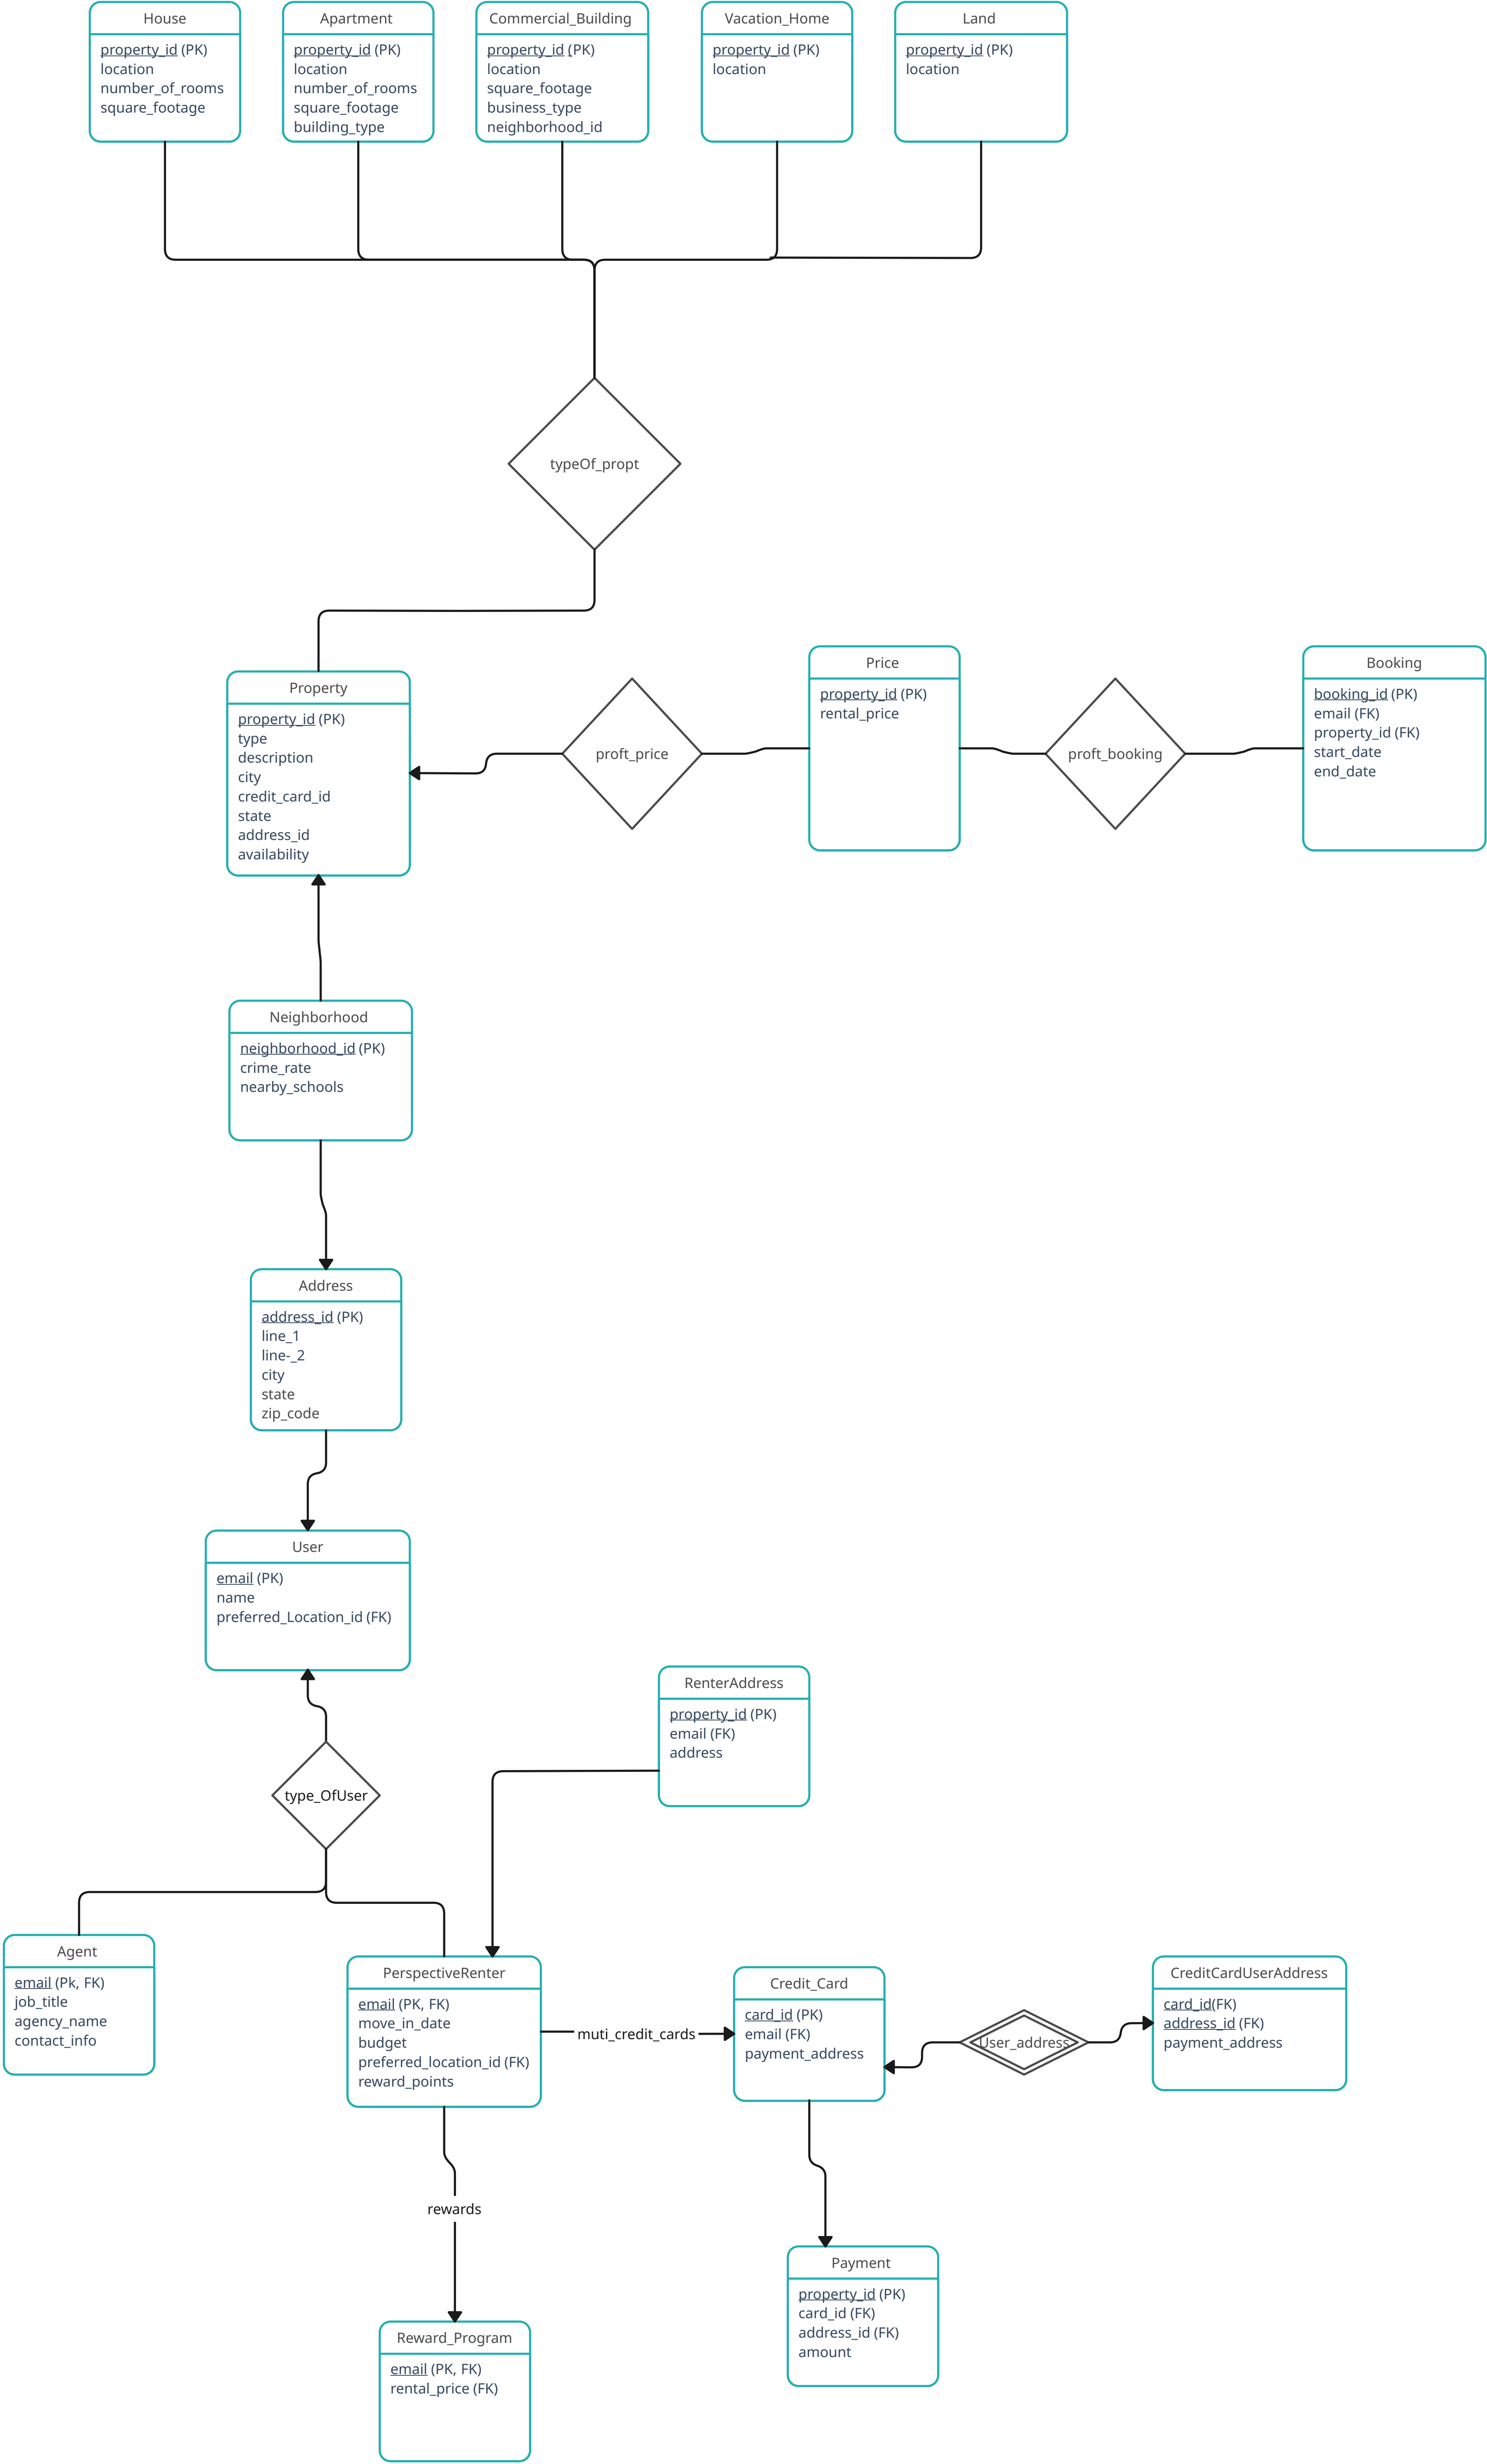 House
property_id (PK)
location
number_of_rooms
square_footage
Apartment
property_id (PK)
location
number_of_rooms
square_footage
building_type
Commercial_Building
property_id (PK)
location
square_footage
business_type
neighborhood_id
Vacation_Home
property_id (PK)
location
Land
property_id (PK)
location
typeOf_propt
Property
property_id (PK)
type
description
city
credit_card_id
state
address_id
availability
proft_price
Price
property_id (PK)
rental_price
proft_booking
Booking
booking_id (PK)
email (FK)
property_id (FK)
start_date
end_date
Neighborhood
neighborhood_id (PK)
crime_rate
nearby_schools
Address
address_id (PK)
line_1
line-_2
city
state
zip_code
User
email (PK)
name
preferred_Location_id (FK)
type_OfUser
RenterAddress
property_id (PK)
email (FK)
address
Agent
email (Pk, FK)
job_title
agency_name
contact_info
PerspectiveRenter
email (PK, FK)
move_in_date
budget
preferred_location_id (FK)
reward_points
muti_credit_cards
Credit_Card
card_id (PK)
email (FK)
payment_address
User_address
CreditCardUserAddress
card_id(FK)
address_id (FK)
payment_address
rewards
Payment
property_id (PK)
card_id (FK)
address_id (FK)
amount
Reward_Program
email (PK, FK)
rental_price (FK)